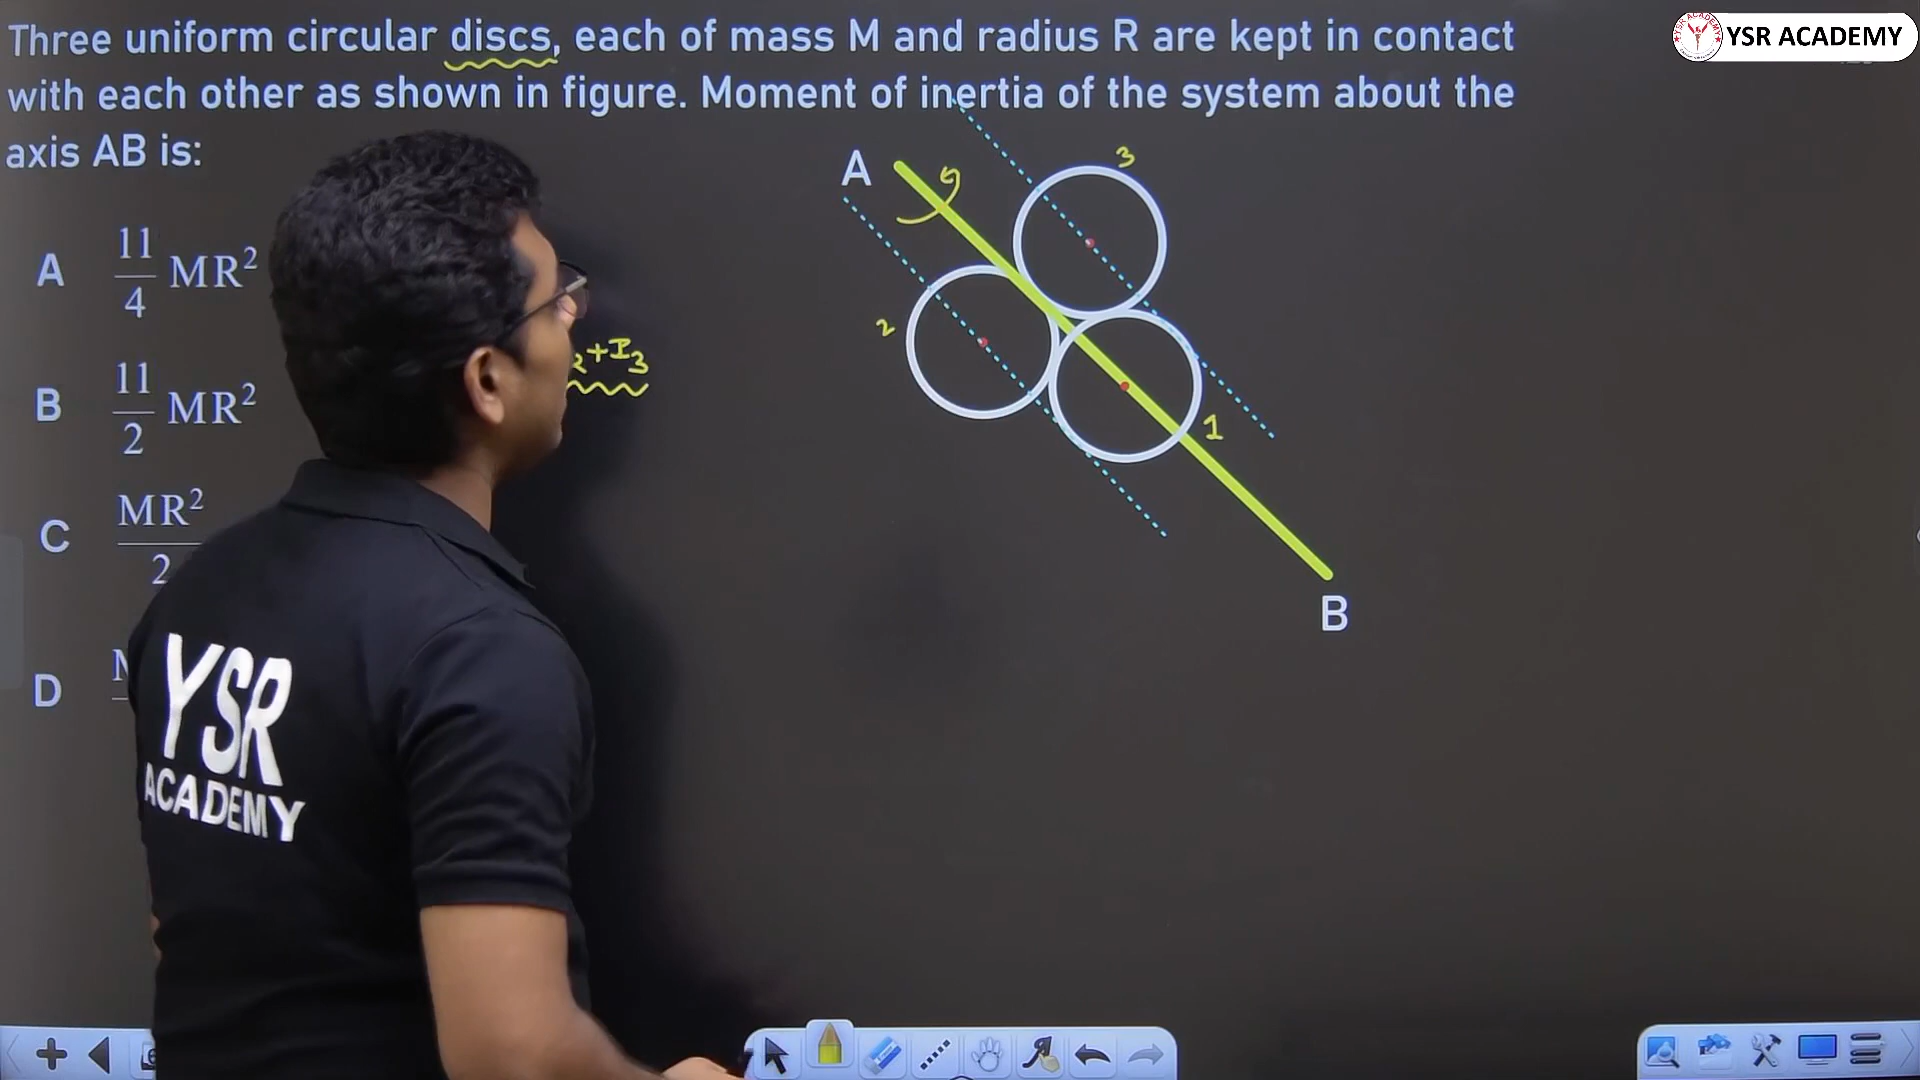 Three uniform circular discs, each of mass M and radius R are kept in contact
with each other as shown in figure. Moment of inertia of the system about the
axis AB is:
YSR ACADEMY
A 11/4 MR²
B 11/2 MR²
C MR²/2
D
A
3
2
2+I3
1
B
YSR
ACADEMY